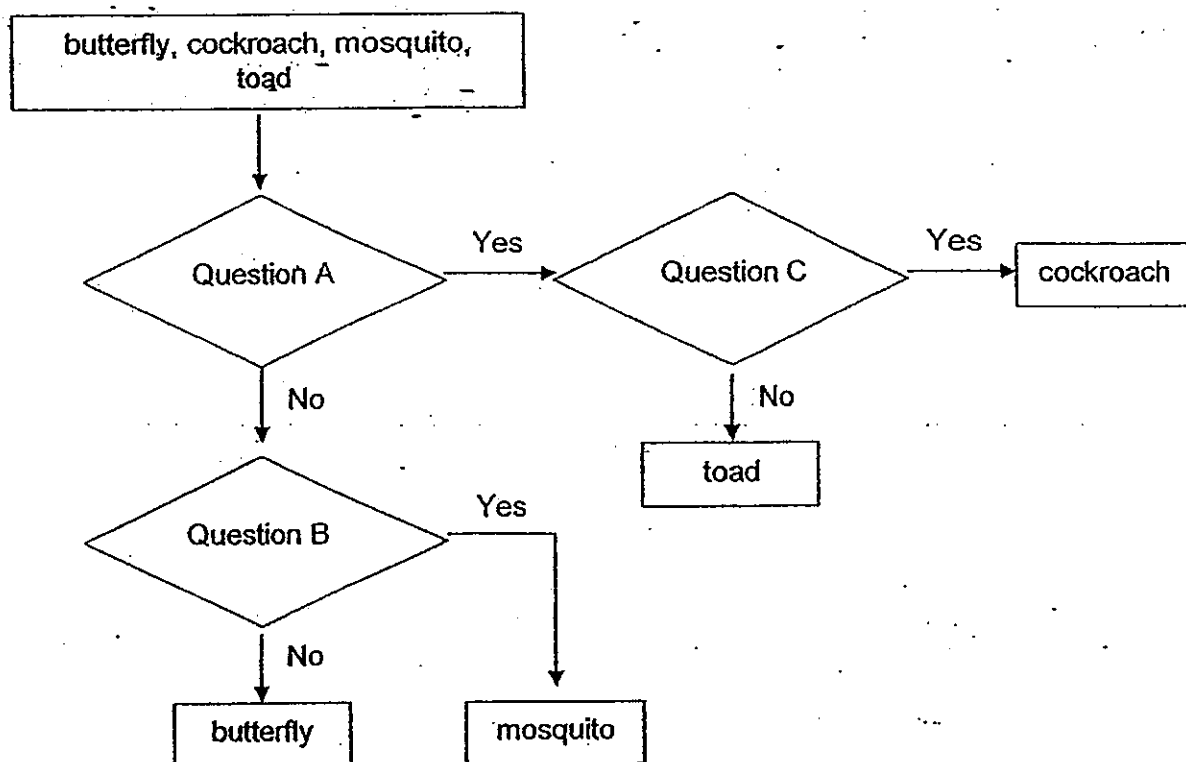 butterfly, cockroach, mosquito,
toad
Question A
Yes
Question C
Yes
cockroach
No
No
toad
Question B
Yes
No
butterfly
mosquito